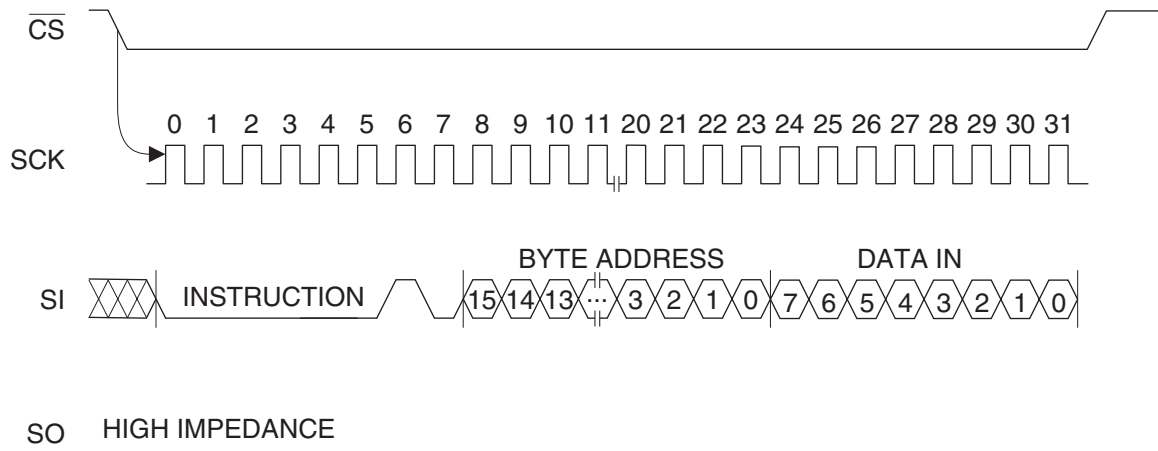 CS
0 1 2 3 4 5 6 7 8 9 10 11 20 21 22 23 24 25 26 27 28 29 30 31
SCK
BYTE ADDRESS DATA IN
SI INSTRUCTION 15 14 13 ... 3 2 1 0 7 6 5 4 3 2 1 0
SO HIGH IMPEDANCE